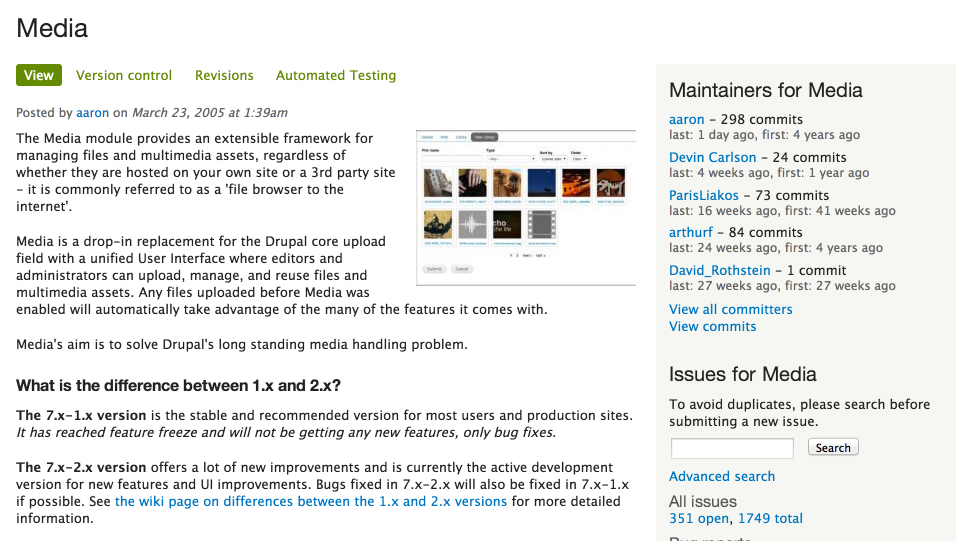 Media
View
Version control
Revisions
Automated Testing
Posted by aaron on March 23, 2005 at 1:39am
The Media module provides an extensible framework for
managing files and multimedia assets, regardless of
whether they are hosted on your own site or a 3rd party site
- it is commonly referred to as a 'file browser to the
internet'.
Media is a drop-in replacement for the Drupal core upload
field with a unified User Interface where editors and
administrators can upload, manage, and reuse files and
multimedia assets. Any files uploaded before Media was
enabled will automatically take advantage of the many of the features it comes with.
Media's aim is to solve Drupal's long standing media handling problem.
What is the difference between 1.x and 2.x?
The 7.x-1.x version is the stable and recommended version for most users and production sites.
It has reached feature freeze and will not be getting any new features, only bug fixes.
The 7.x-2.x version offers a lot of new improvements and is currently the active development
version for new features and UI improvements. Bugs fixed in 7.x-2.x will also be fixed in 7.x-1.x
if possible. See the wiki page on differences between the 1.x and 2.x versions for more detailed
information.
Upload Web Library View Library
File name Type Sort by Order
Submit Cancel
Maintainers for Media
aaron – 298 commits
last: 1 day ago, first: 4 years ago
Devin Carlson – 24 commits
last: 4 weeks ago, first: 1 year ago
ParisLiakos – 73 commits
last: 16 weeks ago, first: 41 weeks ago
arthurf – 84 commits
last: 24 weeks ago, first: 4 years ago
David_Rothstein – 1 commit
last: 27 weeks ago, first: 27 weeks ago
View all committers
View commits
Issues for Media
To avoid duplicates, please search before
submitting a new issue.
Search
Advanced search
All issues
351 open, 1749 total
Bug reports